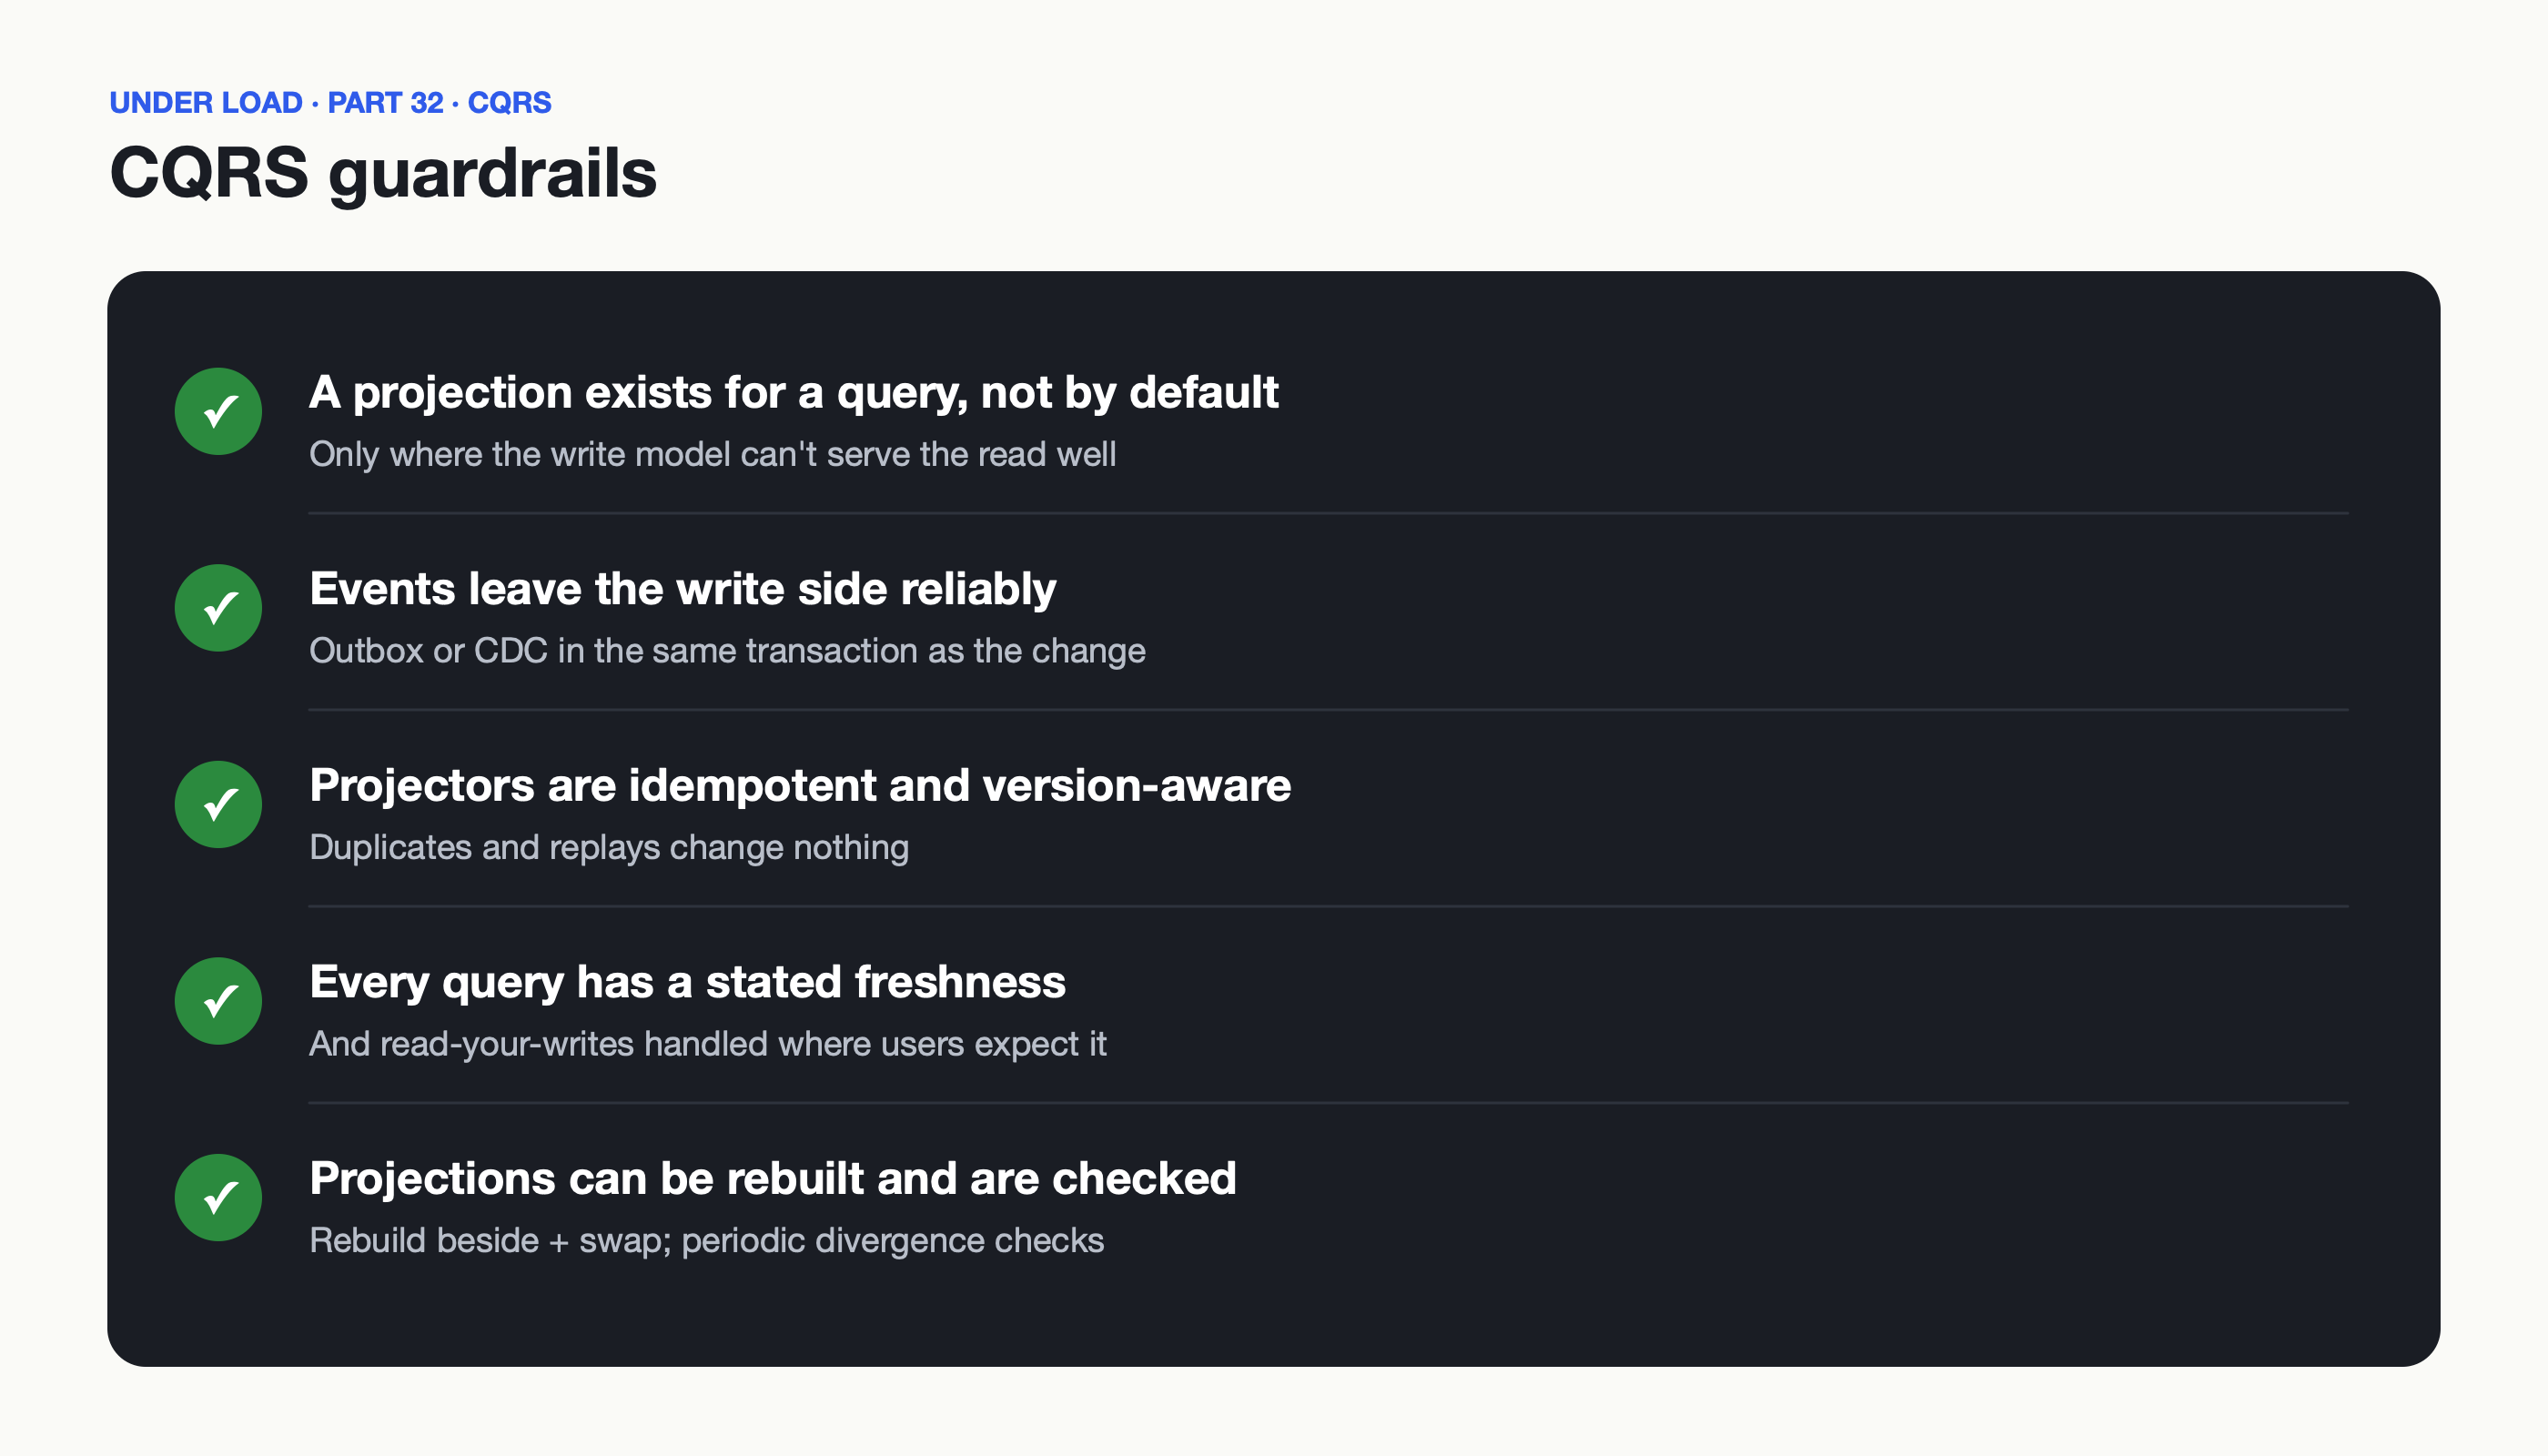 UNDER LOAD · PART 32 · CQRS
CQRS guardrails
A projection exists for a query, not by default
Only where the write model can't serve the read well
Events leave the write side reliably
Outbox or CDC in the same transaction as the change
Projectors are idempotent and version-aware
Duplicates and replays change nothing
Every query has a stated freshness
And read-your-writes handled where users expect it
Projections can be rebuilt and are checked
Rebuild beside + swap; periodic divergence checks